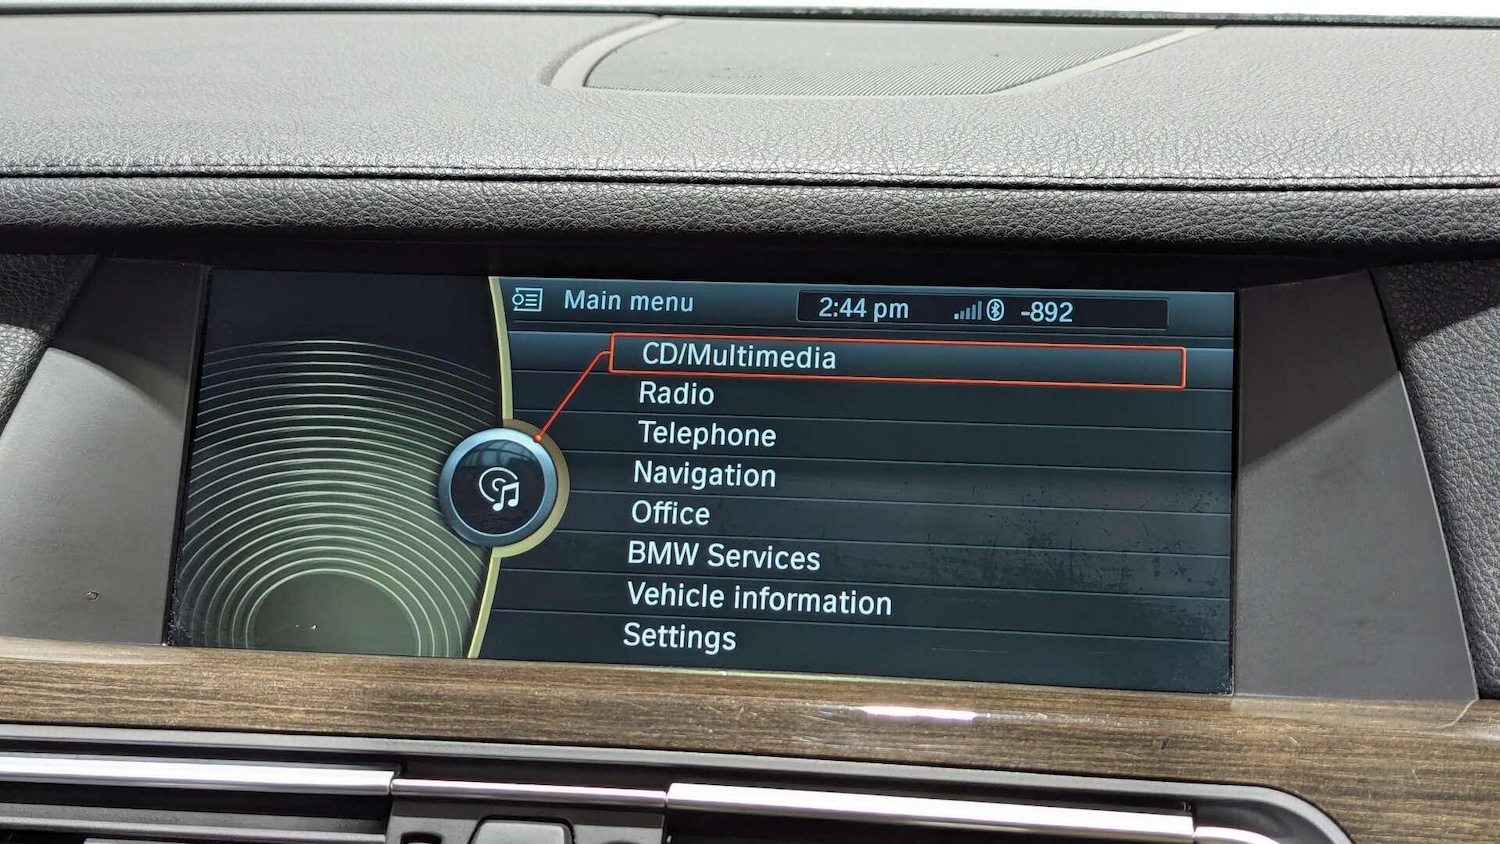 Main menu 2:44 pm -892
CD/Multimedia
Radio
Telephone
Navigation
Office
BMW Services
Vehicle information
Settings